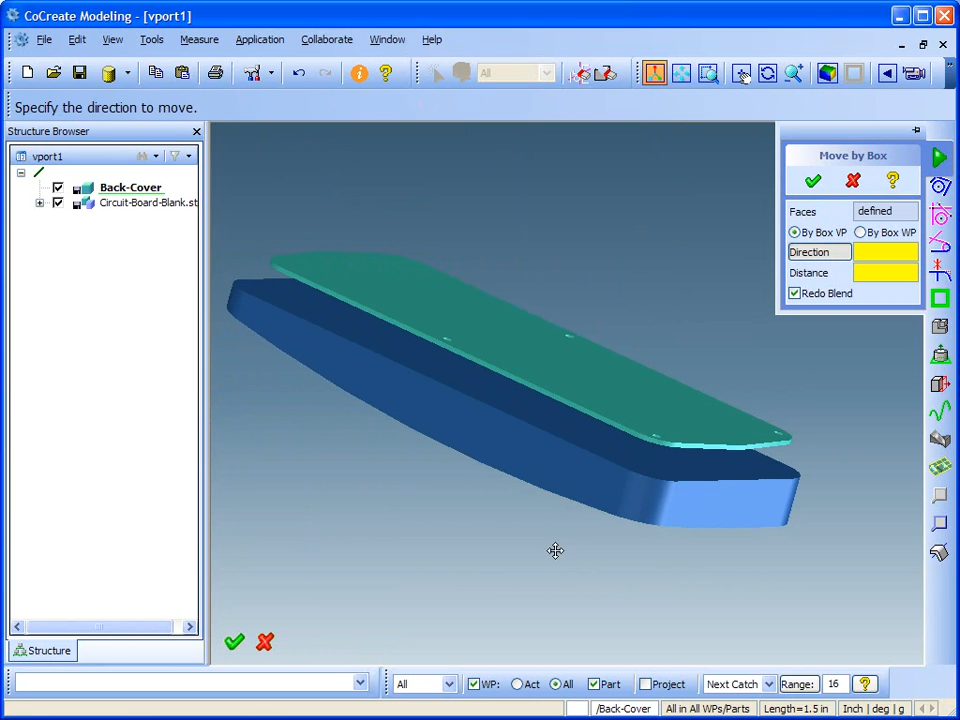 CoCreate Modeling - [vport1]
File Edit View Tools Measure Application Collaborate Window Help
All
Specify the direction to move.
Structure Browser
vport1
Back-Cover
Circuit-Board-Blank.st
Move by Box
Faces defined
By Box VP By Box WP
Direction
Distance
Redo Blend
Structure
All WP: Act All Part Project Next Catch Range: 16
/Back-Cover All in All WPs/Parts Length=1.5 in Inch | deg | g